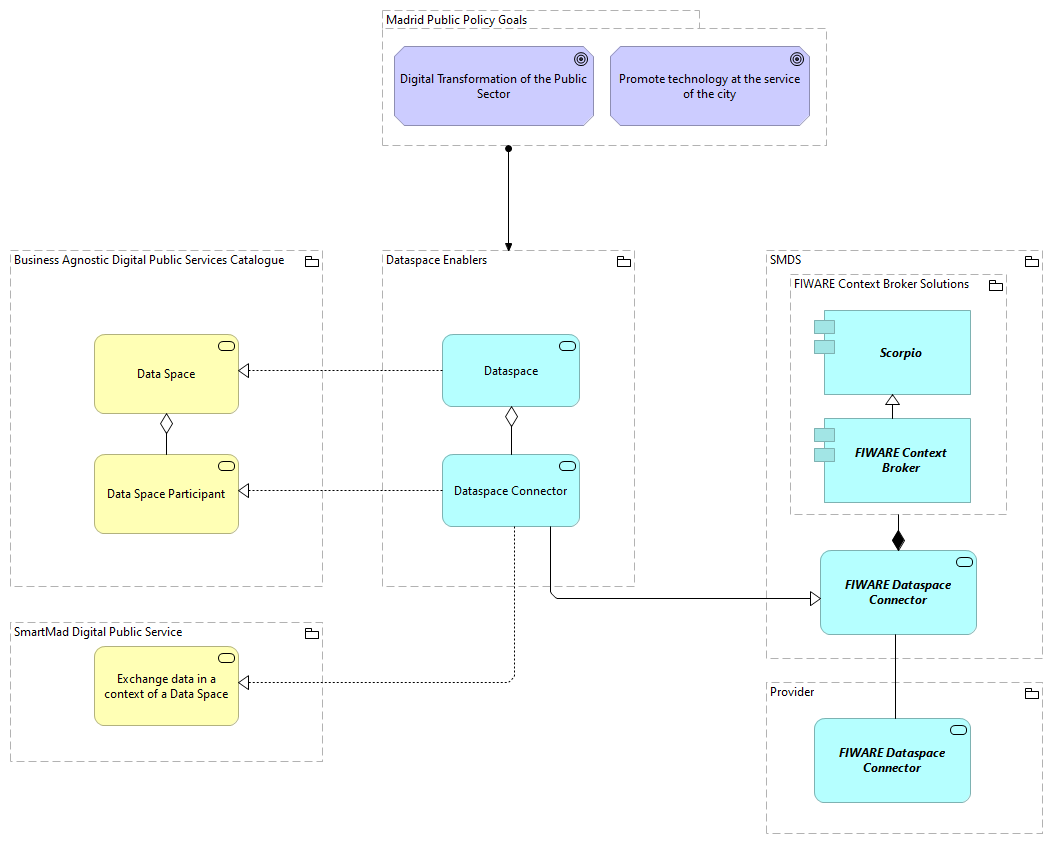 Madrid Public Policy Goals
Digital Transformation of the Public
Sector
Promote technology at the service
of the city
Business Agnostic Digital Public Services Catalogue
Data Space
Data Space Participant
Dataspace Enablers
Dataspace
Dataspace Connector
SMDS
FIWARE Context Broker Solutions
Scorpio
FIWARE Context
Broker
FIWARE Dataspace
Connector
SmartMad Digital Public Service
Exchange data in a
context of a Data Space
Provider
FIWARE Dataspace
Connector